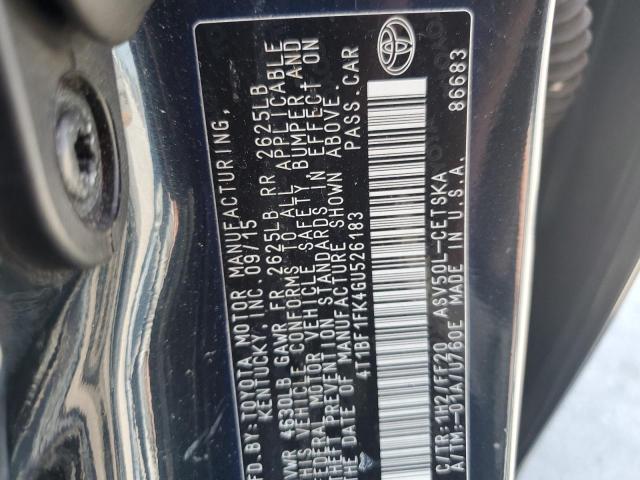 MFD.BY: TOYOTA MOTOR MANUFACTURING,
KENTUCKY, INC. 09/15
GVWR 4630LB GAWR FR 2625LB RR 2625LB
THIS VEHICLE CONFORMS TO ALL APPLICABLE
FEDERAL MOTOR VEHICLE SAFETY, BUMPER, AND
THEFT PREVENTION STANDARDS IN EFFECT ON
THE DATE OF MANUFACTURE SHOWN ABOVE.
4T1BF1FK4GU526183 PASS.CAR
C/TR:1H2/FF20 ASV50L-CETSKA
A/TM:-01A/U760E MADE IN U.S.A.
86683